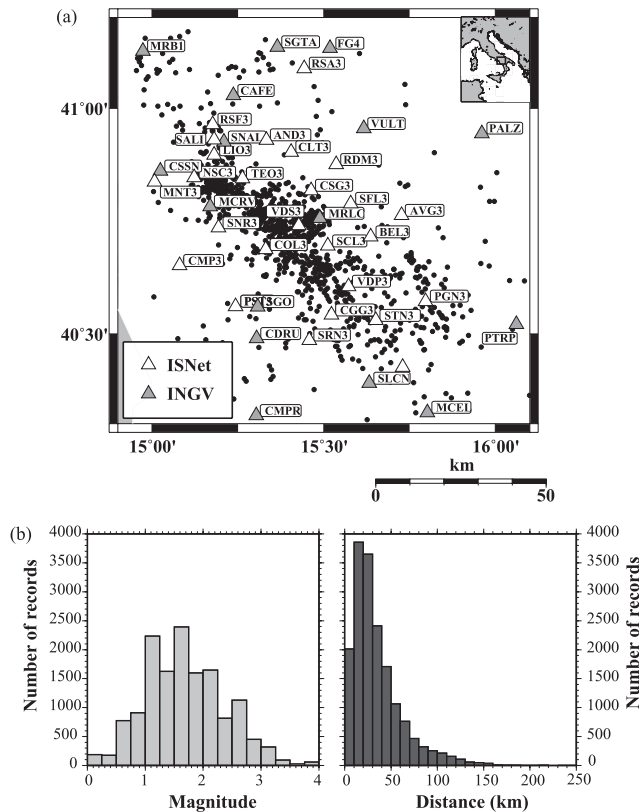 (a)
MRB1
SGTA
FG4
RSA3
CAFE
41°00'
RSF3
VULT
PALZ
SALI
SNAL
AND3
LIO3
CLT3
RDM3
CSSN
NSC3
TEO3
MNT3
CSG3
SFL3
MCRV
VDS3
MRLC
AVG3
SNR3
BEL3
COL3
SCL3
CMP3
VDP3
PGN3
SGO
CGG3
STN3
40°30'
CDRU
SRN3
PTRP
SLCN
MCEL
CMPR
ISNet
INGV
15°00'
15°30'
16°00'
km
0
50
(b)
Number of records
4000
3500
3000
2500
2000
1500
1000
500
0
0
1
2
3
4
Magnitude
4000
3500
3000
2500
2000
1500
1000
500
0
Number of records
0
50
100
150
200
250
Distance (km)